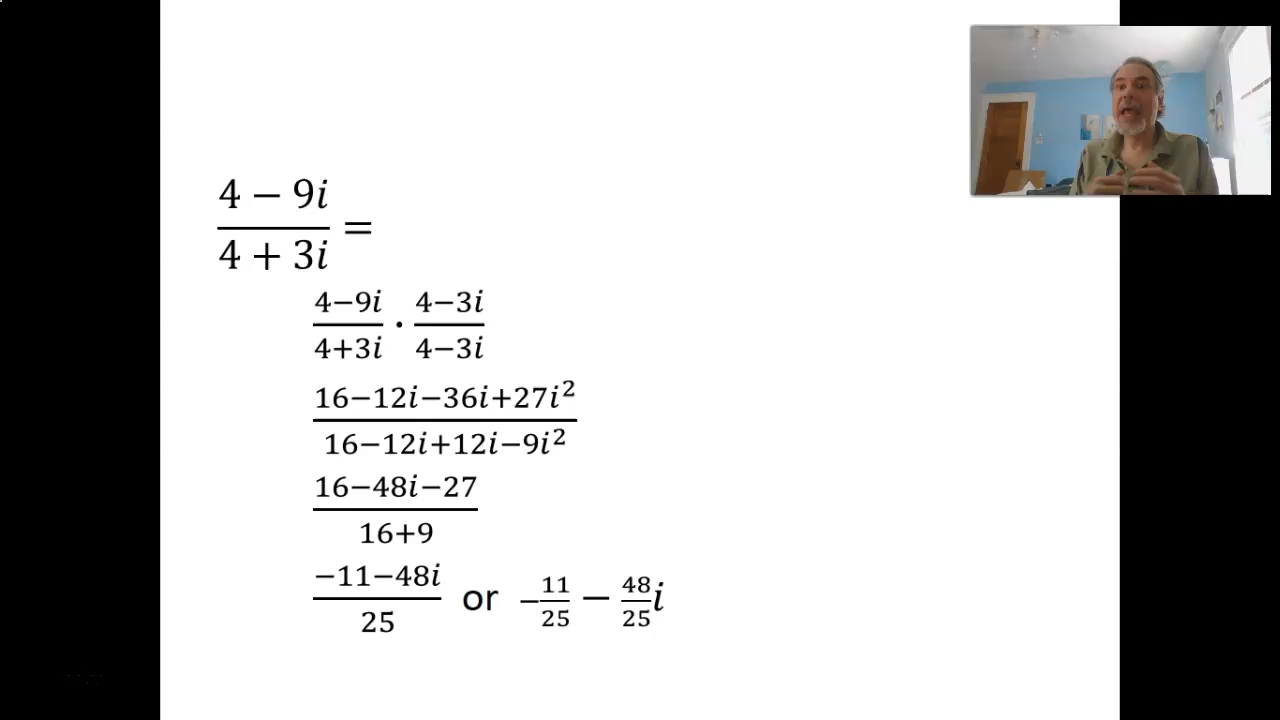 4 − 9i
4 + 3i =
4−9i/4+3i · 4−3i/4−3i
16−12i−36i+27i²
16−12i+12i−9i²
16−48i−27
16+9
−11−48i/25 or −11/25 − 48/25 i